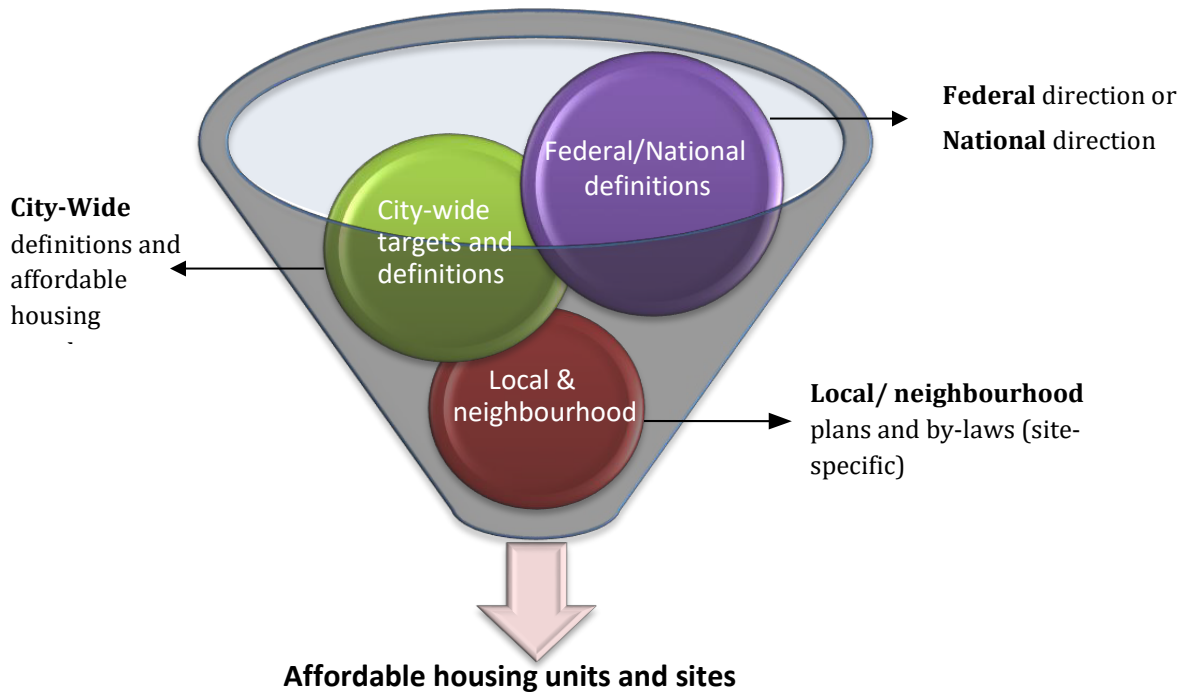 Federal direction or
National direction
Federal/National
definitions
City-Wide
definitions and
affordable
housing
City-wide
targets and
definitions
Local &
neighbourhood
Local/ neighbourhood
plans and by-laws (site-
specific)
Affordable housing units and sites